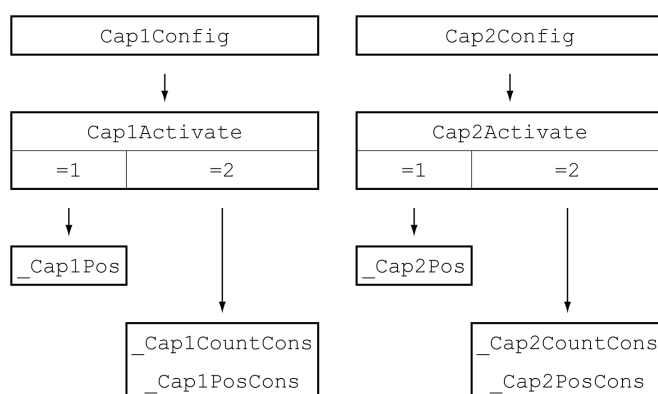 Cap1Config
Cap2Config
Cap1Activate
Cap2Activate
=1
=2
=1
=2
_Cap1Pos
_Cap2Pos
_Cap1CountCons
_Cap1PosCons
_Cap2CountCons
_Cap2PosCons